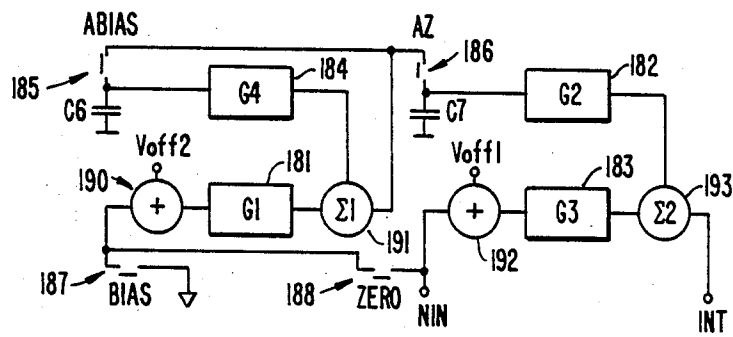 ABIAS
AZ
185
C6
G4
184
186
C7
G2
182
Voff2
190
+
G1
181
Σ1
191
Voff1
+
192
G3
183
Σ2
193
187
BIAS
188
ZERO
NIN
INT